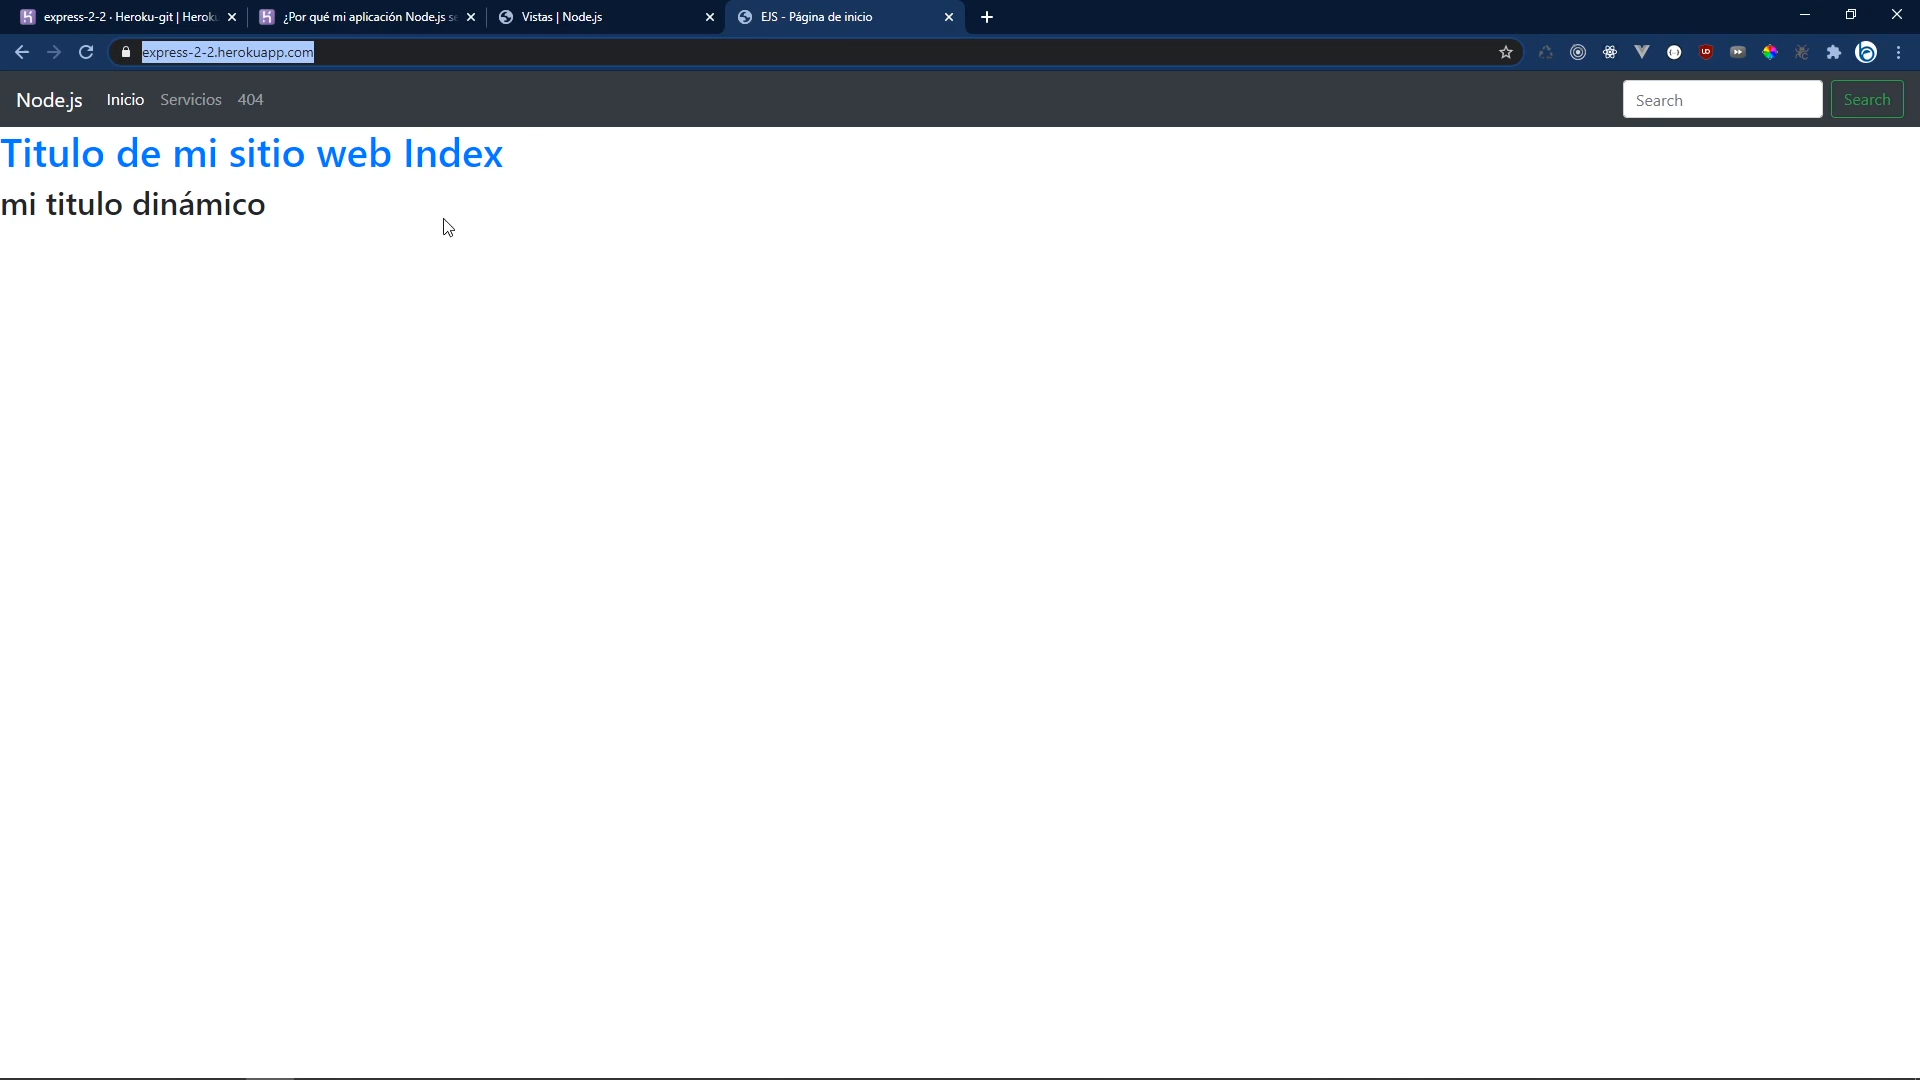 express-2-2 · Heroku-git | Heroku
¿Por qué mi aplicación Node.js se
Vistas | Node.js
EJS - Página de inicio
express-2-2.herokuapp.com
Node.js Inicio Servicios 404 Search Search
Titulo de mi sitio web Index
mi titulo dinámico